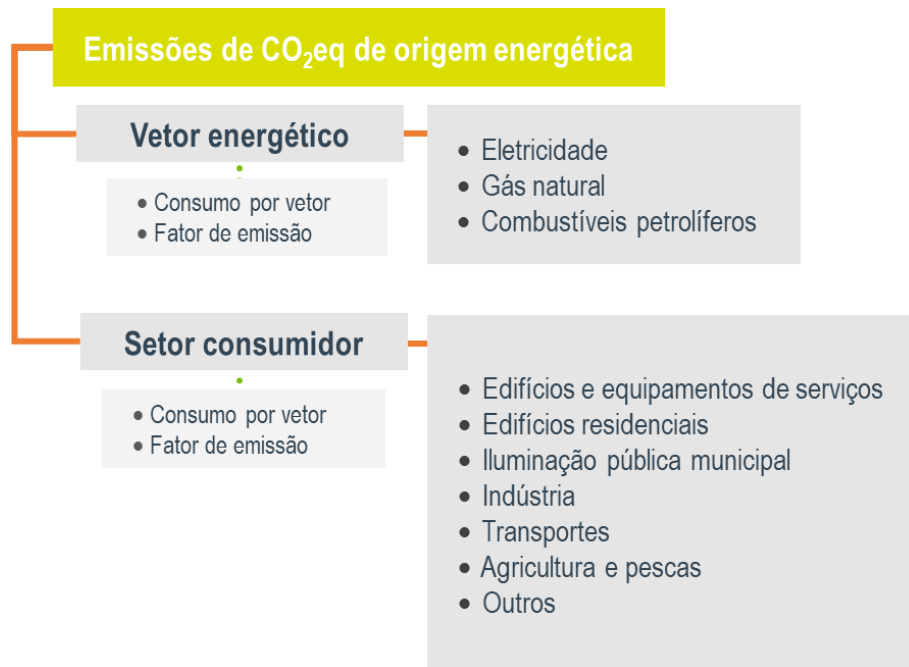 Emissões de CO₂eq de origem energética
Vetor energético
• Consumo por vetor
• Fator de emissão
• Eletricidade
• Gás natural
• Combustíveis petrolíferos
Setor consumidor
• Consumo por vetor
• Fator de emissão
• Edifícios e equipamentos de serviços
• Edifícios residenciais
• Iluminação pública municipal
• Indústria
• Transportes
• Agricultura e pescas
• Outros